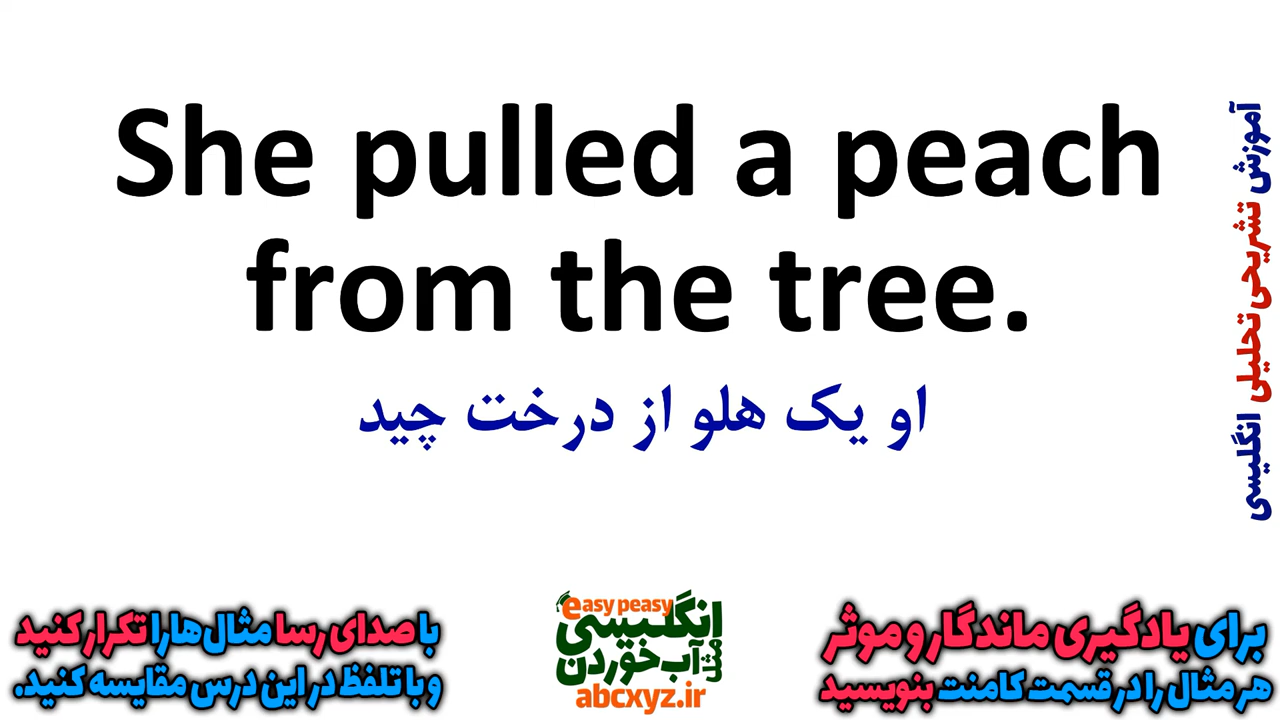 She pulled a peach
from the tree.
او یک هلو از درخت چید
آموزش تشریحی تحلیلی انگلیسی
برای یادگیری ماندگار و موثر
هر مثال را در قسمت کامنت بنویسید
easy peasy
انگلیسی
مثل آب خوردن
abcxyz.ir
با صدای رسا مثال‌ها را تکرار کنید
و با تلفظ در این درس مقایسه کنید.